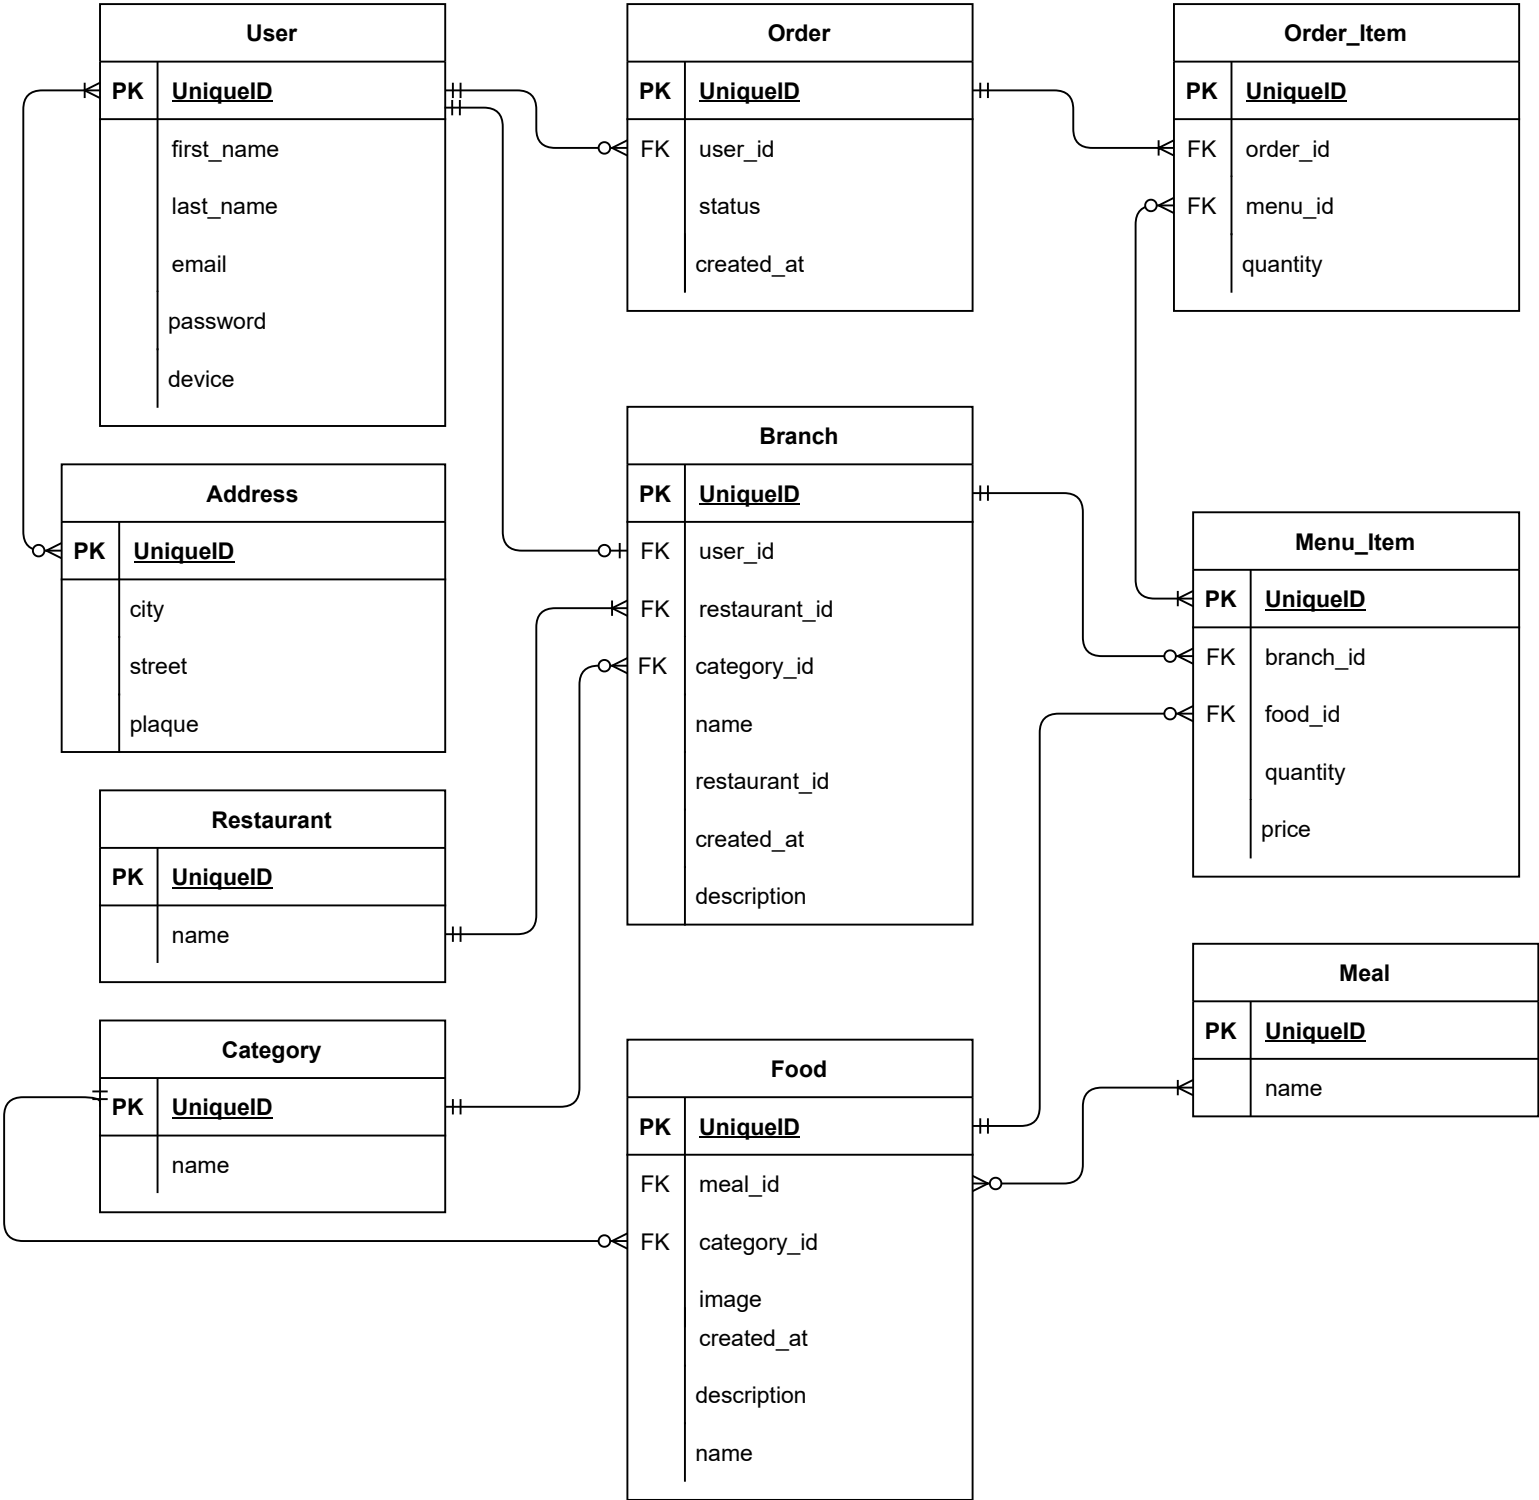 User
PK UniqueID
first_name
last_name
email
password
device
Order
PK UniqueID
FK user_id
status
created_at
Order_Item
PK UniqueID
FK order_id
FK menu_id
quantity
Address
PK UniqueID
city
street
plaque
Branch
PK UniqueID
FK user_id
FK restaurant_id
FK category_id
name
restaurant_id
created_at
description
Menu_Item
PK UniqueID
FK branch_id
FK food_id
quantity
price
Restaurant
PK UniqueID
name
Category
PK UniqueID
name
Food
PK UniqueID
FK meal_id
FK category_id
image
created_at
description
name
Meal
PK UniqueID
name